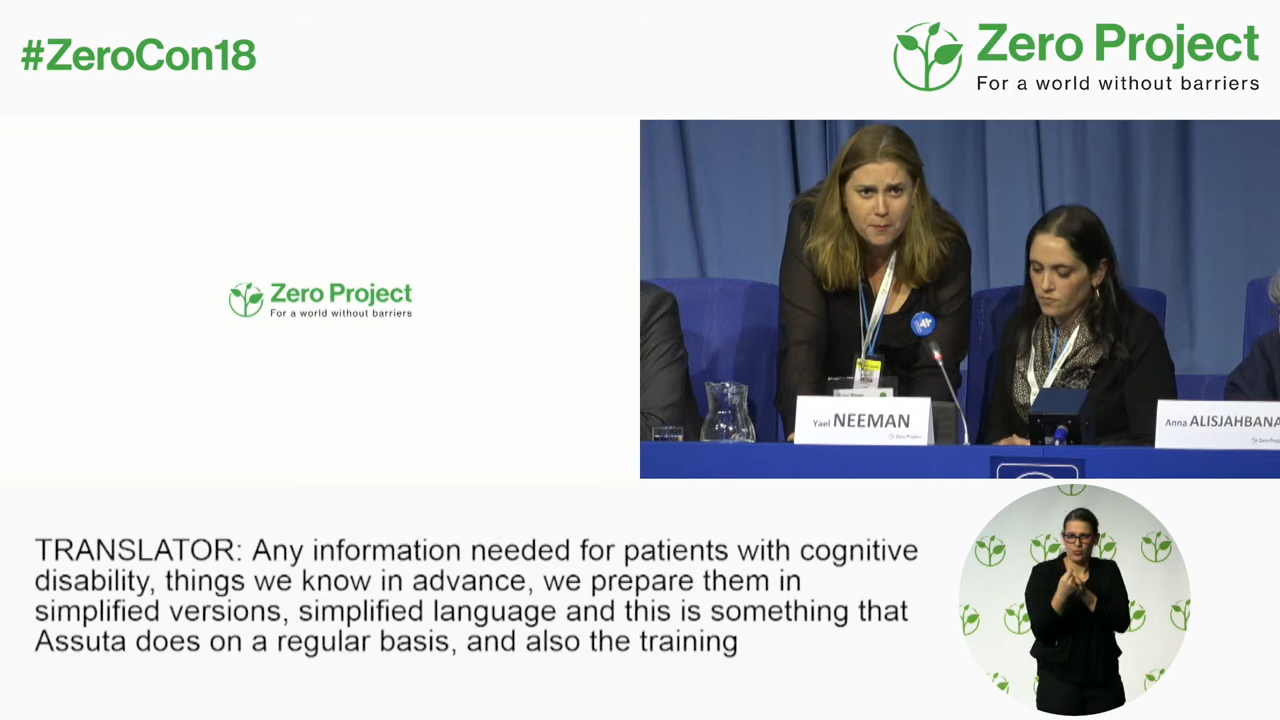 #ZeroCon18
Zero Project
For a world without barriers
Zero Project
For a world without barriers
Yael NEEMAN
Zero Project
Anna ALISJAHBANA
TRANSLATOR: Any information needed for patients with cognitive
disability, things we know in advance, we prepare them in
simplified versions, simplified language and this is something that
Assuta does on a regular basis, and also the training